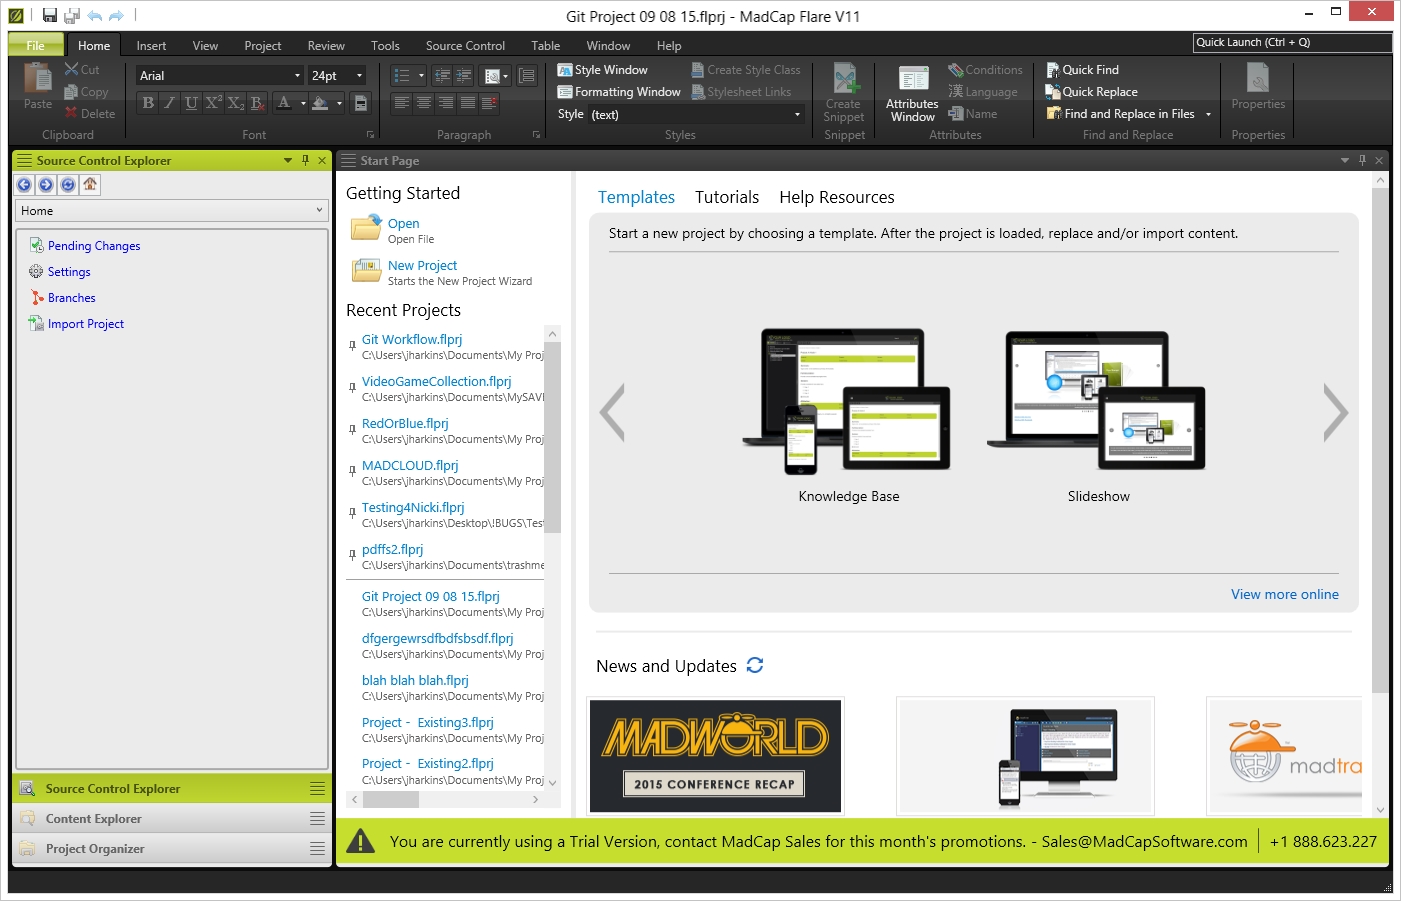 Git Project 09 08 15.flprj - MadCap Flare V11
File Home Insert View Project Review Tools Source Control Table Window Help
Quick Launch (Ctrl + Q)
Paste
Cut
Copy
Delete
Clipboard
Arial 24pt
B I U X² X₂ B
A
Font
Paragraph
Style Window
Formatting Window
Style (text)
Create Style Class
Stylesheet Links
Styles
Create
Snippet
Snippet
Attributes
Window
Conditions
Language
Name
Attributes
Quick Find
Quick Replace
Find and Replace in Files
Find and Replace
Properties
Properties
Source Control Explorer
Home
Pending Changes
Settings
Branches
Import Project
Source Control Explorer
Content Explorer
Project Organizer
Start Page
Getting Started
Open
Open File
New Project
Starts the New Project Wizard
Recent Projects
Git Workflow.flprj
C:\Users\jharkins\Documents\My Proj
VideoGameCollection.flprj
C:\Users\jharkins\Documents\MySAVI
RedOrBlue.flprj
C:\Users\jharkins\Documents\My Proj
MADCLOUD.flprj
C:\Users\jharkins\Documents\My Proj
Testing4Nicki.flprj
C:\Users\jharkins\Desktop\!BUGS\Test
pdffs2.flprj
C:\Users\jharkins\Documents\trashme
Git Project 09 08 15.flprj
C:\Users\jharkins\Documents\My Proj
dfgergewrsdfbdfsbsdf.flprj
C:\Users\jharkins\Documents\My Proj
blah blah blah.flprj
C:\Users\jharkins\Documents\My Proj
Project - Existing3.flprj
C:\Users\jharkins\Documents\My Proj
Project - Existing2.flprj
C:\Users\jharkins\Documents\My Proj
Templates Tutorials Help Resources
Start a new project by choosing a template. After the project is loaded, replace and/or import content.
Knowledge Base
Slideshow
View more online
News and Updates
MADWORLD
2015 CONFERENCE RECAP
madtra
You are currently using a Trial Version, contact MadCap Sales for this month's promotions. - Sales@MadCapSoftware.com
+1 888.623.227